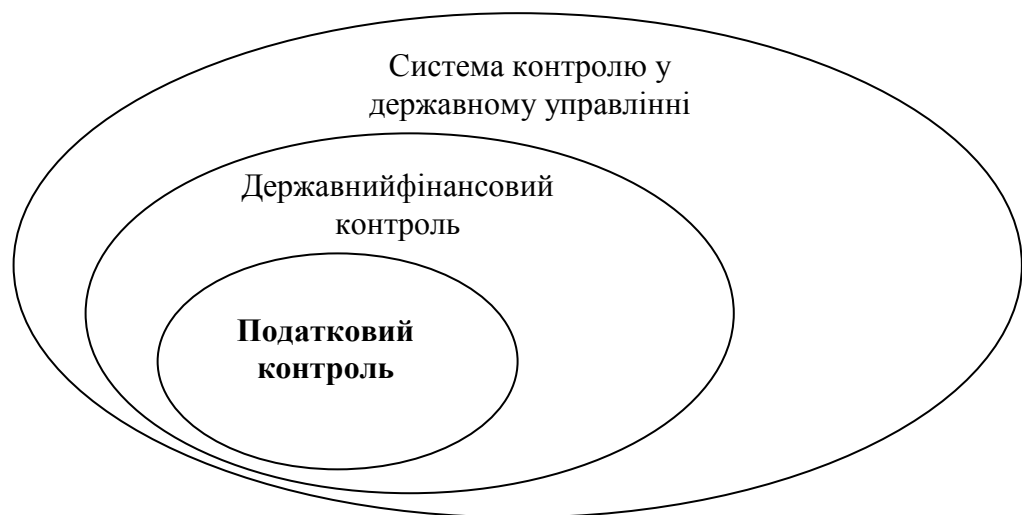 Система контролю у
державному управлінні
Державнийфінансовий
контроль
Податковий
контроль